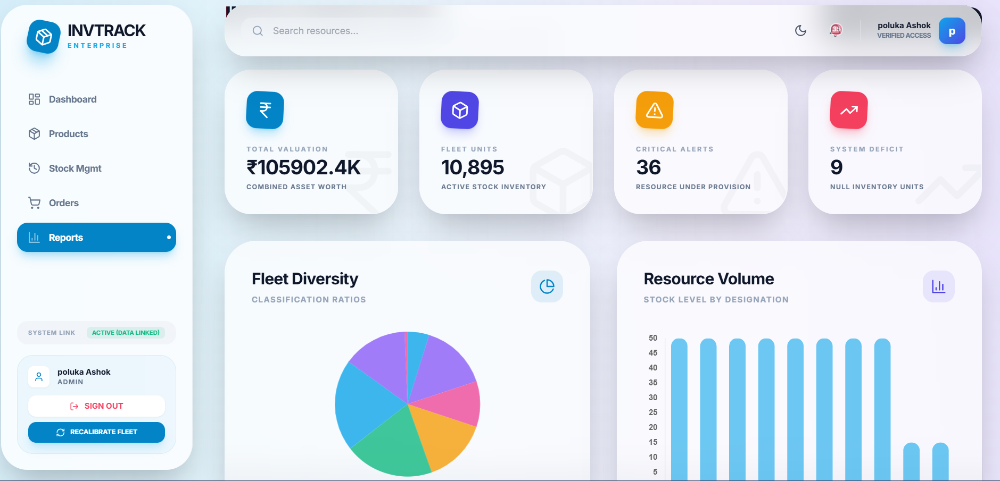 INVTRACK
ENTERPRISE
Dashboard
Products
Stock Mgmt
Orders
Reports
SYSTEM LINK
ACTIVE (DATA LINKED)
poluka Ashok
ADMIN
SIGN OUT
RECALIBRATE FLEET
Search resources...
poluka Ashok
VERIFIED ACCESS
p
TOTAL VALUATION
₹105902.4K
COMBINED ASSET WORTH
FLEET UNITS
10,895
ACTIVE STOCK INVENTORY
CRITICAL ALERTS
36
RESOURCE UNDER PROVISION
SYSTEM DEFICIT
9
NULL INVENTORY UNITS
Fleet Diversity
CLASSIFICATION RATIOS
Resource Volume
STOCK LEVEL BY DESIGNATION
50
45
40
35
30
25
20
15
10
5